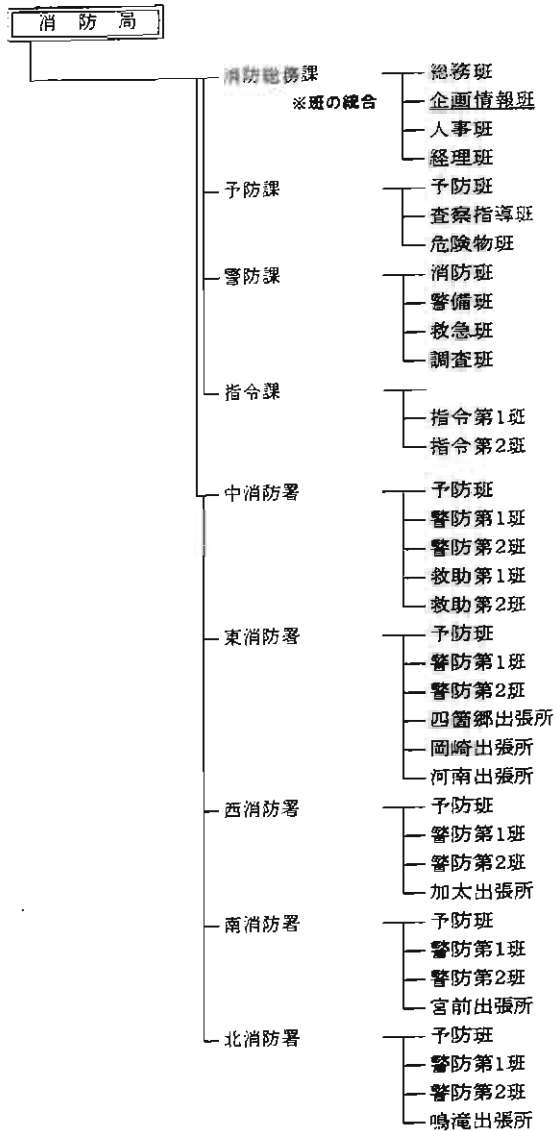 消防局
消防総務課 総務班
※班の統合 企画情報班
人事班
経理班
予防課 予防班
査察指導班
危険物班
警防課 消防班
警備班
救急班
調査班
指令課
指令第1班
指令第2班
中消防署 予防班
警防第1班
警防第2班
救助第1班
救助第2班
東消防署 予防班
警防第1班
警防第2班
四箇郷出張所
岡崎出張所
河南出張所
西消防署 予防班
警防第1班
警防第2班
加太出張所
南消防署 予防班
警防第1班
警防第2班
宮前出張所
北消防署 予防班
警防第1班
警防第2班
鳴滝出張所